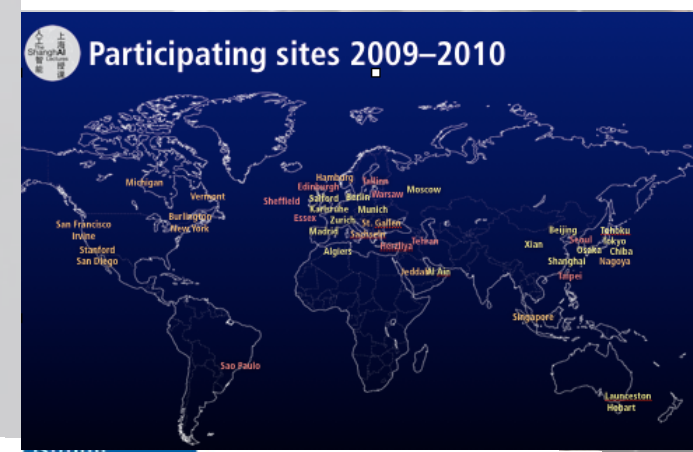 上海
ShanghAI
Lectures
授课
人工
智能
Participating sites 2009–2010
Michigan
Vermont
Burlington
New York
San Francisco
Irvine
Stanford
San Diego
Sao Paulo
Hamburg
Tallinn
Edinburgh
Warsaw
Moscow
Sheffield
Salford
Berlin
Karlsruhe
Munich
Essex
Zurich
St. Gallen
Madrid
Algiers
Herzliya
Tehran
Jeddah
Al Ain
Beijing
Tohoku
Seoul
Tokyo
Xian
Osaka
Chiba
Shanghai
Nagoya
Taipei
Singapore
Launceston
Hobart